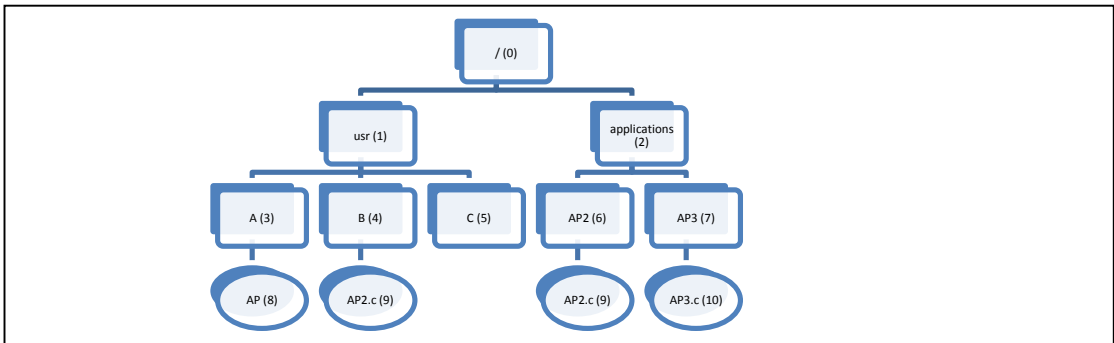 / (0)
usr (1)
applications
(2)
A (3)
B (4)
C (5)
AP2 (6)
AP3 (7)
AP (8)
AP2.c (9)
AP2.c (9)
AP3.c (10)